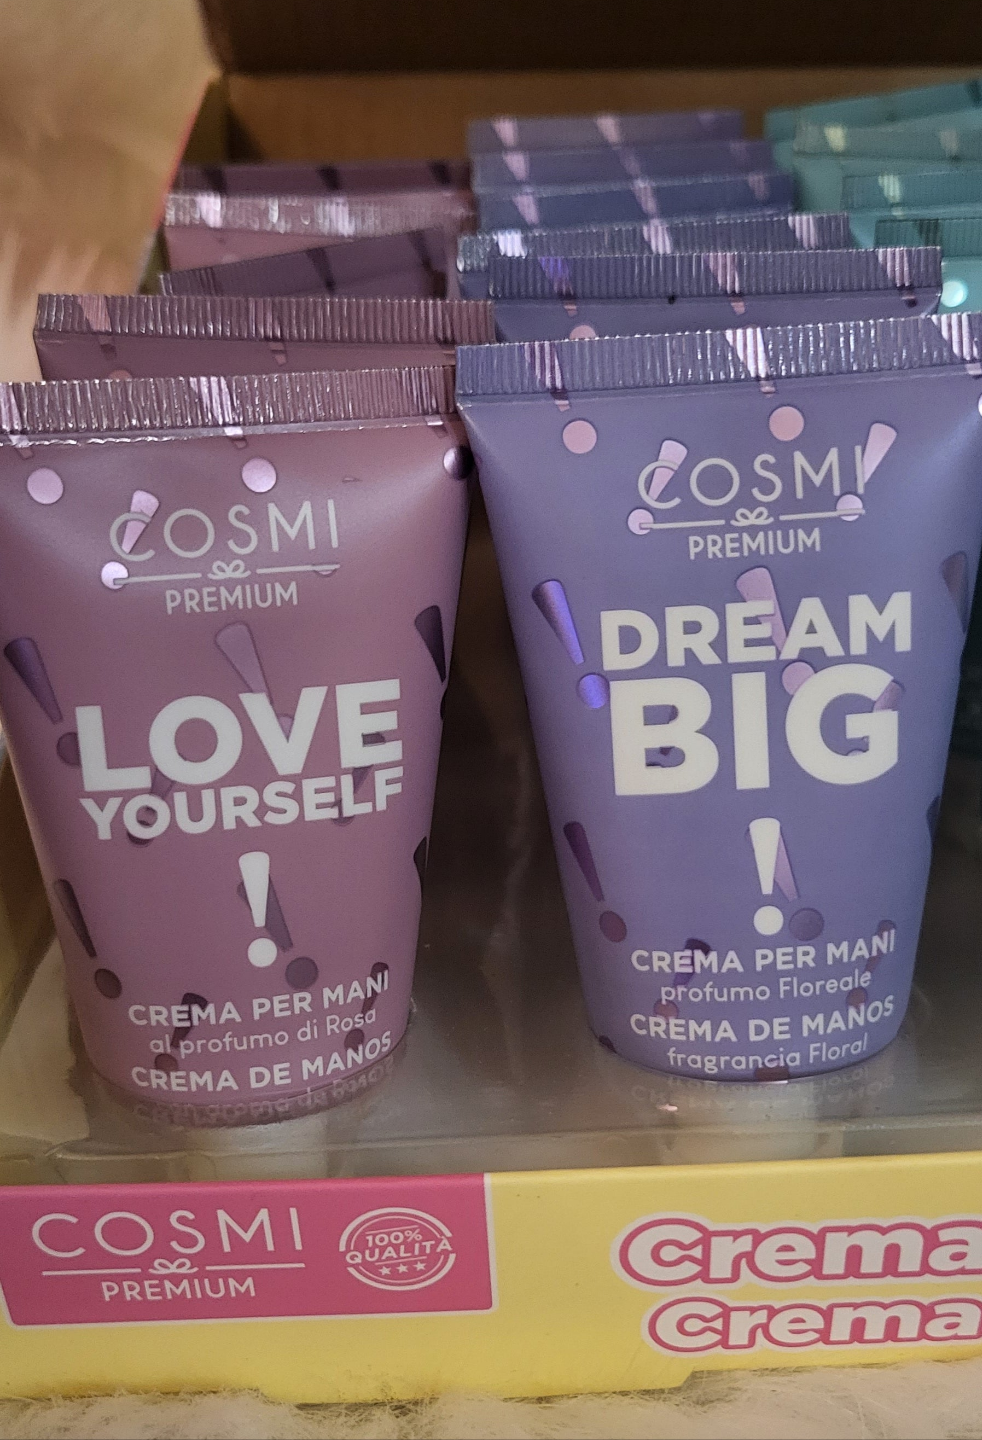 COSMI
PREMIUM
LOVE
YOURSELF
!
CREMA PER MANI
al profumo di Rosa
CREMA DE MANOS
COSMI
PREMIUM
DREAM
BIG
!
CREMA PER MANI
profumo Floreale
CREMA DE MANOS
fragrancia Floral
COSMI
PREMIUM
100%
QUALITÀ
Crema
Crema